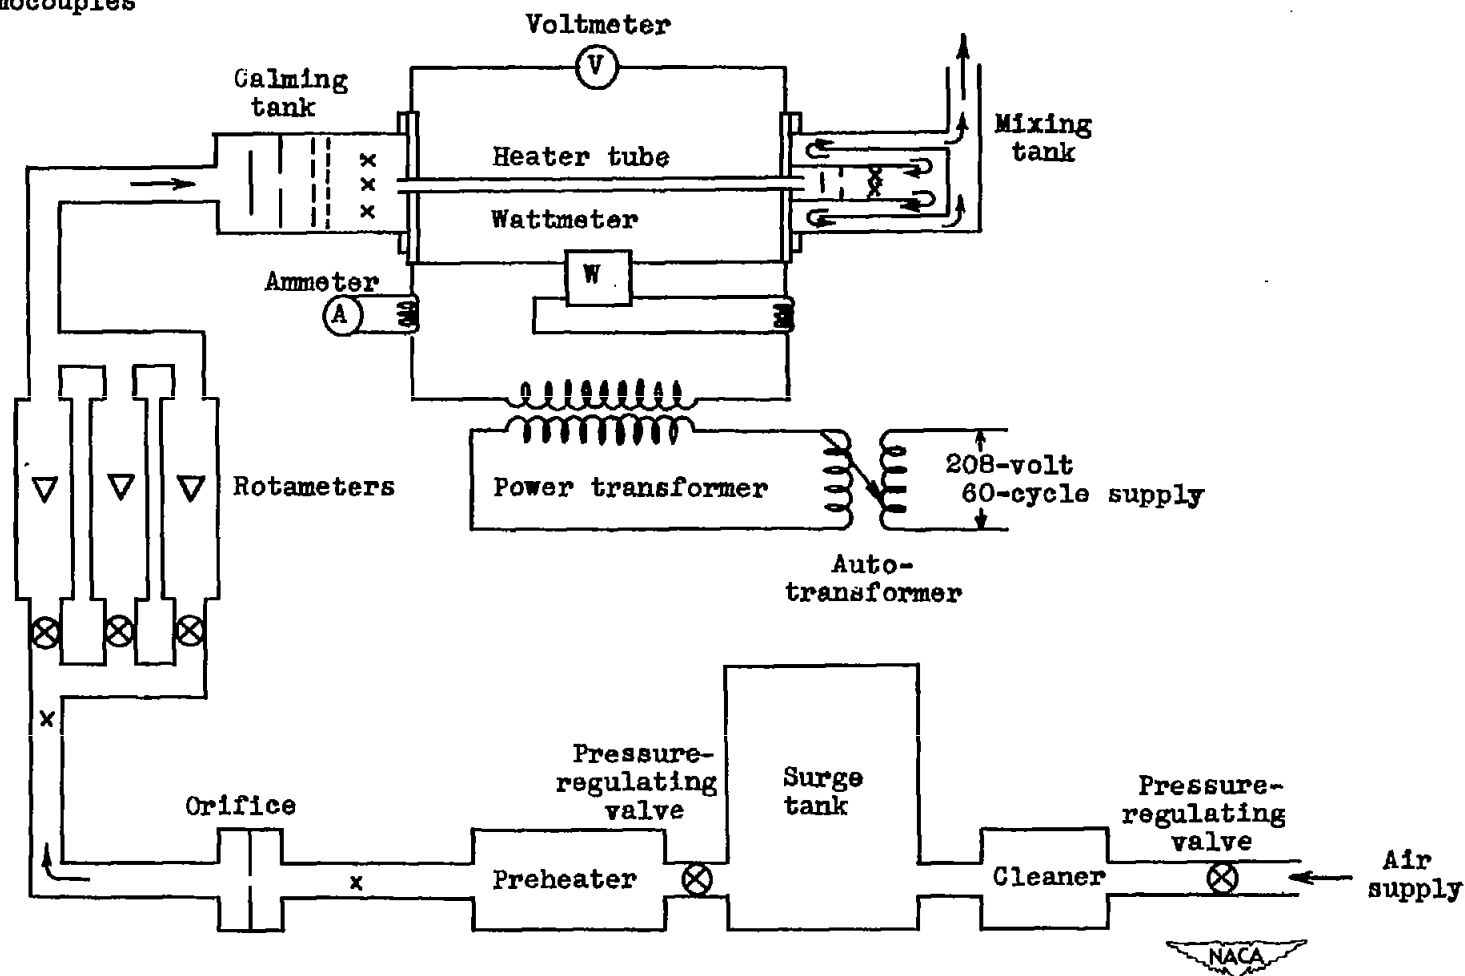 Voltmeter
V
Calming
tank
Mixing
tank
Heater tube
Wattmeter
W
Ammeter
A
Rotameters
Power transformer
208-volt
60-cycle supply
Auto-
transformer
Pressure-
regulating
valve
Surge
tank
Pressure-
regulating
valve
Orifice
Preheater
Cleaner
Air
supply
NACA